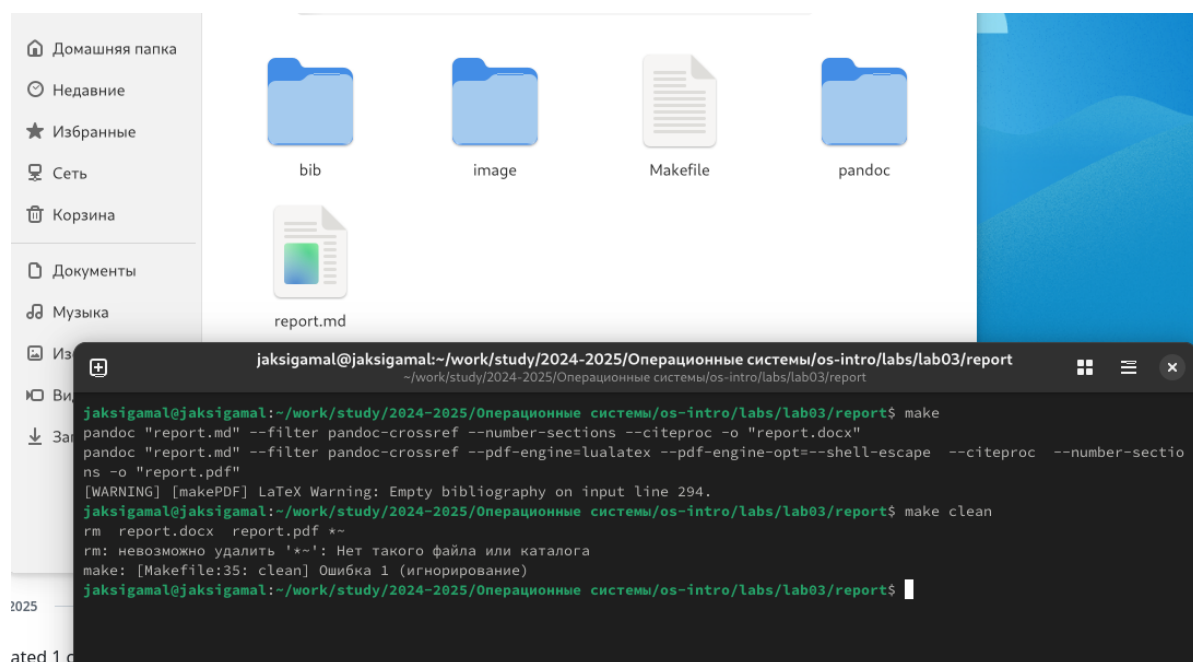 Домашняя папка
Недавние
Избранные
Сеть
Корзина
Документы
Музыка
bib
image
Makefile
pandoc
report.md
jaksigamal@jaksigamal:~/work/study/2024-2025/Операционные системы/os-intro/labs/lab03/report
~/work/study/2024-2025/Операционные системы/os-intro/labs/lab03/report
jaksigamal@jaksigamal:~/work/study/2024-2025/Операционные системы/os-intro/labs/lab03/report$ make
pandoc "report.md" --filter pandoc-crossref --number-sections --citeproc -o "report.docx"
pandoc "report.md" --filter pandoc-crossref --pdf-engine=lualatex --pdf-engine-opt=--shell-escape  --citeproc  --number-sectio
ns -o "report.pdf"
[WARNING] [makePDF] LaTeX Warning: Empty bibliography on input line 294.
jaksigamal@jaksigamal:~/work/study/2024-2025/Операционные системы/os-intro/labs/lab03/report$ make clean
rm  report.docx  report.pdf *~
rm: невозможно удалить '*~': Нет такого файла или каталога
make: [Makefile:35: clean] Ошибка 1 (игнорирование)
jaksigamal@jaksigamal:~/work/study/2024-2025/Операционные системы/os-intro/labs/lab03/report$
2025
ated 1